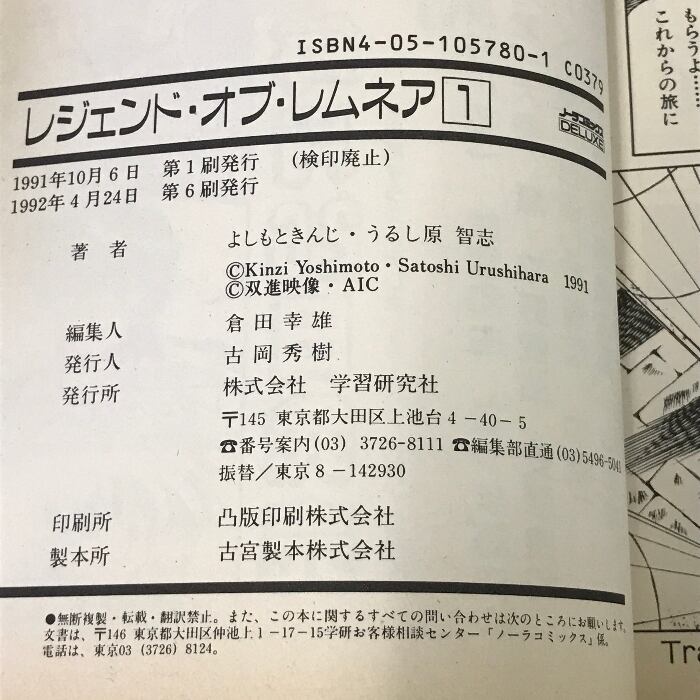 ISBN4-05-105780-1 C0379
レジェンド・オブ・レムネア 1
ノーラコミックス
DELUXE
1991年10月6日 第1刷発行 (検印廃止)
1992年4月24日 第6刷発行
著者 よしもときんじ・うるし原 智志
©Kinzi Yoshimoto・Satoshi Urushihara 1991
©双進映像・AIC
編集人 倉田幸雄
発行人 古岡秀樹
発行所 株式会社 学習研究社
〒145 東京都大田区上池台4-40-5
☎番号案内(03) 3726-8111 ☎編集部直通(03)5496-5041
振替/東京8-142930
印刷所 凸版印刷株式会社
製本所 古宮製本株式会社
●無断複製・転載・翻訳禁止。また、この本に関するすべての問い合わせは次のところにお願いします。
文書は、〒146 東京都大田区仲池上1-17-15学研お客様相談センター「ノーラコミックス」係。
電話は、東京03(3726)8124。
もらうよ……
これからの旅に
Tra